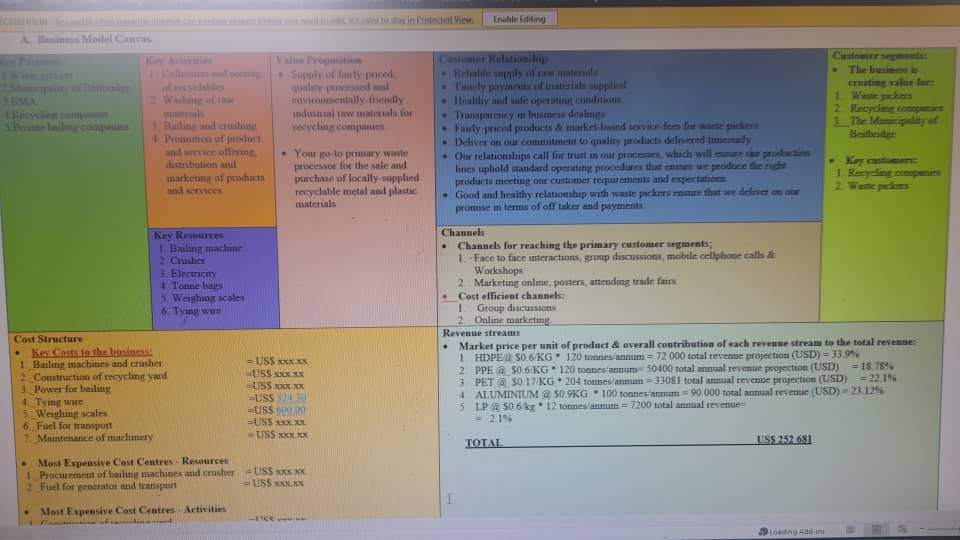 CTED VIEW Be careful—files from the Internet can contain viruses. Unless you need to edit, it's safer to stay in Protected View.
Enable Editing
A. Business Model Canvas.
Key Partners
1 Waste pickers
2.Municipality of Beitbridge
3.EMA
4.Recycling companies
5.Private bailing companies
Key Activities
1. Collection and sorting
of recyclables
2. Washing of raw
materials
3. Bailing and crushing
4. Promotion of product
and service offering,
distribution and
marketing of products
and services
Key Resources
1. Bailing machine
2. Crusher
3. Electricity
4. Tonne bags
5. Weighing scales
6. Tying wire
Value Proposition
• Supply of fairly-priced,
quality-processed and
environmentally-friendly
industrial raw materials for
recycling companies.
• Your go-to primary waste
processor for the sale and
purchase of locally-supplied
recyclable metal and plastic
materials.
Customer Relationship
• Reliable supply of raw materials
• Timely payments of materials supplied
• Healthy and safe operating conditions
• Transparency in business dealings
• Fairly-priced products & market-based service-fees for waste pickers
• Deliver on our commitment to quality products delivered timeously
• Our relationships call for trust in our processes, which will ensure our production
lines uphold standard operating procedures that ensure we produce the right
products meeting our customer requirements and expectations
• Good and healthy relationship with waste pickers ensure that we deliver on our
promise in terms of off taker and payments.
Channels
• Channels for reaching the primary customer segments;
1. -Face to face interactions, group discussions, mobile cellphone calls &
Workshops
2. Marketing online, posters, attending trade fairs
• Cost efficient channels:
1. Group discussions
2. Online marketing.
Customer segments:
• The business is
creating value for:
1. Waste pickers
2. Recycling companies
3. The Municipality of
Beitbridge
• Key customers:
1. Recycling companies
2. Waste pickers
Cost Structure
• Key Costs to the business:
1. Bailing machines and crusher = US$ xxx.xx
2. Construction of recycling yard =US$ xxx.xx
3. Power for bailing =US$ xxx.xx
4. Tying wire =US$ 324.30
5. Weighing scales =US$ 600.00
6. Fuel for transport =US$ xxx.xx
7. Maintenance of machinery = US$ xxx.xx
• Most Expensive Cost Centres - Resources
1. Procurement of bailing machines and crusher = US$ xxx.xx
2. Fuel for generator and transport = US$ xxx.xx
• Most Expensive Cost Centres - Activities
Revenue streams
• Market price per unit of product & overall contribution of each revenue stream to the total revenue:
1. HDPE@ $0.6/KG * 120 tonnes/annum = 72 000 total revenue projection (USD) = 33.9%
2. PPE @ $0.6/KG * 120 tonnes/annum= 50400 total annual revenue projection (USD) = 18.78%
3. PET @ $0.17/KG * 204 tonnes/annum = 33081 total annual revenue projection (USD) = 22.1%
4. ALUMINIUM @ $0.9KG * 100 tonnes/annum = 90 000 total annual revenue (USD) = 23.12%
5. LP @ $0.6/kg * 12 tonnes/annum = 7200 total annual revenue=
= 2.1%
TOTAL US$ 252 681
Loading Add-ins